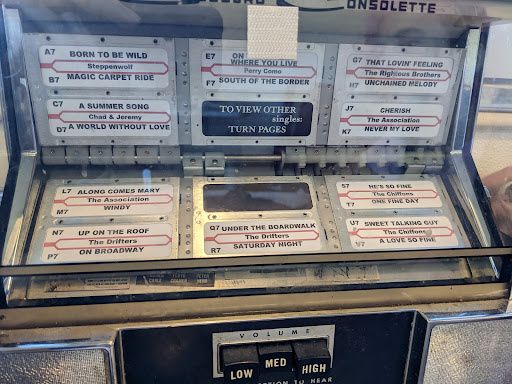 ONSOLETTE
A7 BORN TO BE WILD
Steppenwolf
B7 MAGIC CARPET RIDE
C7 A SUMMER SONG
Chad & Jeremy
D7 A WORLD WITHOUT LOVE
E7 ON
WHERE YOU LIVE
Perry Como
F7 SOUTH OF THE BORDER
TO VIEW OTHER
singles:
TURN PAGES
G7 THAT LOVIN' FEELING
The Righteous Brothers
H7 UNCHAINED MELODY
J7 CHERISH
The Association
K7 NEVER MY LOVE
L7 ALONG COMES MARY
The Association
M7 WINDY
N7 UP ON THE ROOF
The Drifters
P7 ON BROADWAY
Q7 UNDER THE BOARDWALK
The Drifters
R7 SATURDAY NIGHT
S7 HE'S SO FINE
The Chiffons
T7 ONE FINE DAY
U7 SWEET TALKING GUY
The Chiffons
V7 A LOVE SO FINE
VOLUME
LOW MED HIGH
TO HEAR